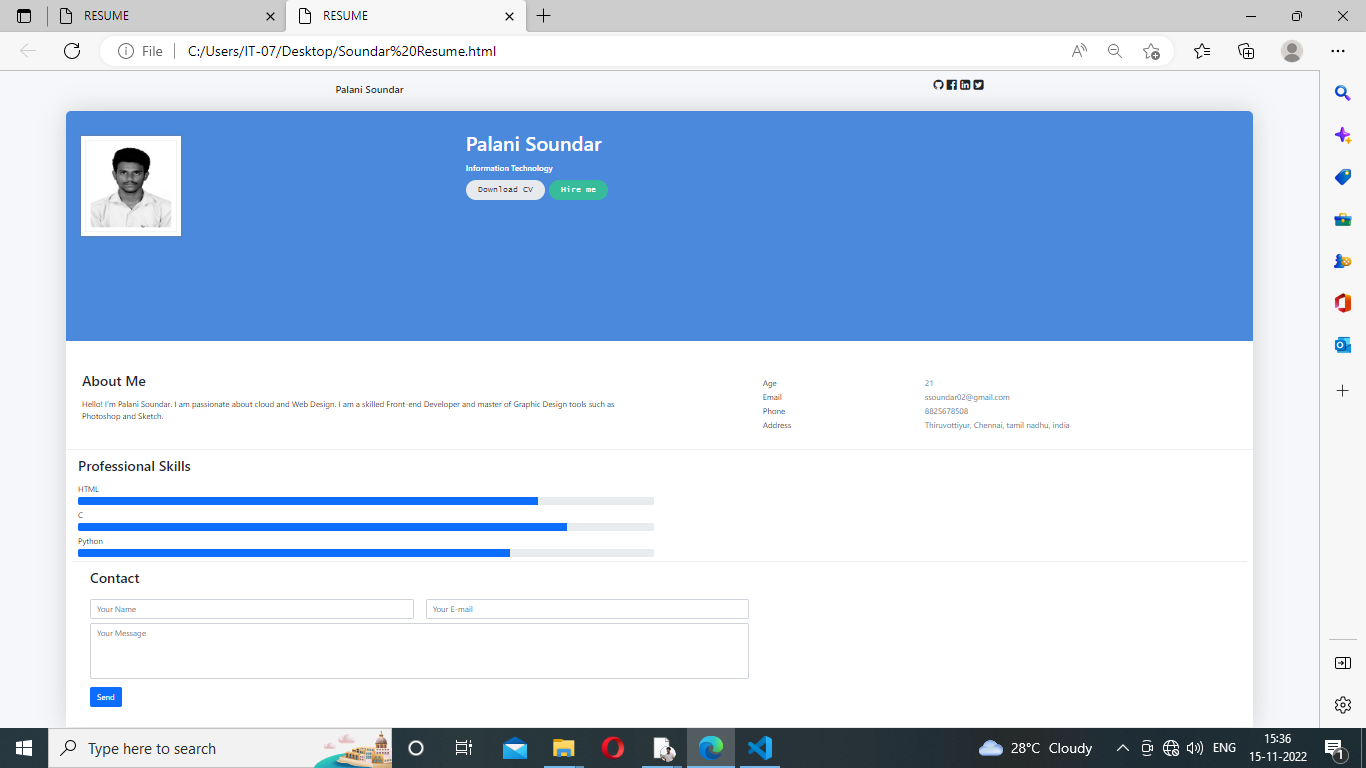 RESUME
RESUME
File
C:/Users/IT-07/Desktop/Soundar%20Resume.html
Palani Soundar
Palani Soundar
Information Technology
Download CV
Hire me
About Me
Hello! I'm Palani Soundar. I am passionate about cloud and Web Design. I am a skilled Front-end Developer and master of Graphic Design tools such as
Photoshop and Sketch.
Age 21
Email ssoundar02@gmail.com
Phone 8825678508
Address Thiruvottiyur, Chennai, tamil nadhu, india
Professional Skills
HTML
C
Python
Contact
Your Name
Your E-mail
Your Message
Send
Type here to search
28°C Cloudy
ENG
15:36
15-11-2022
1